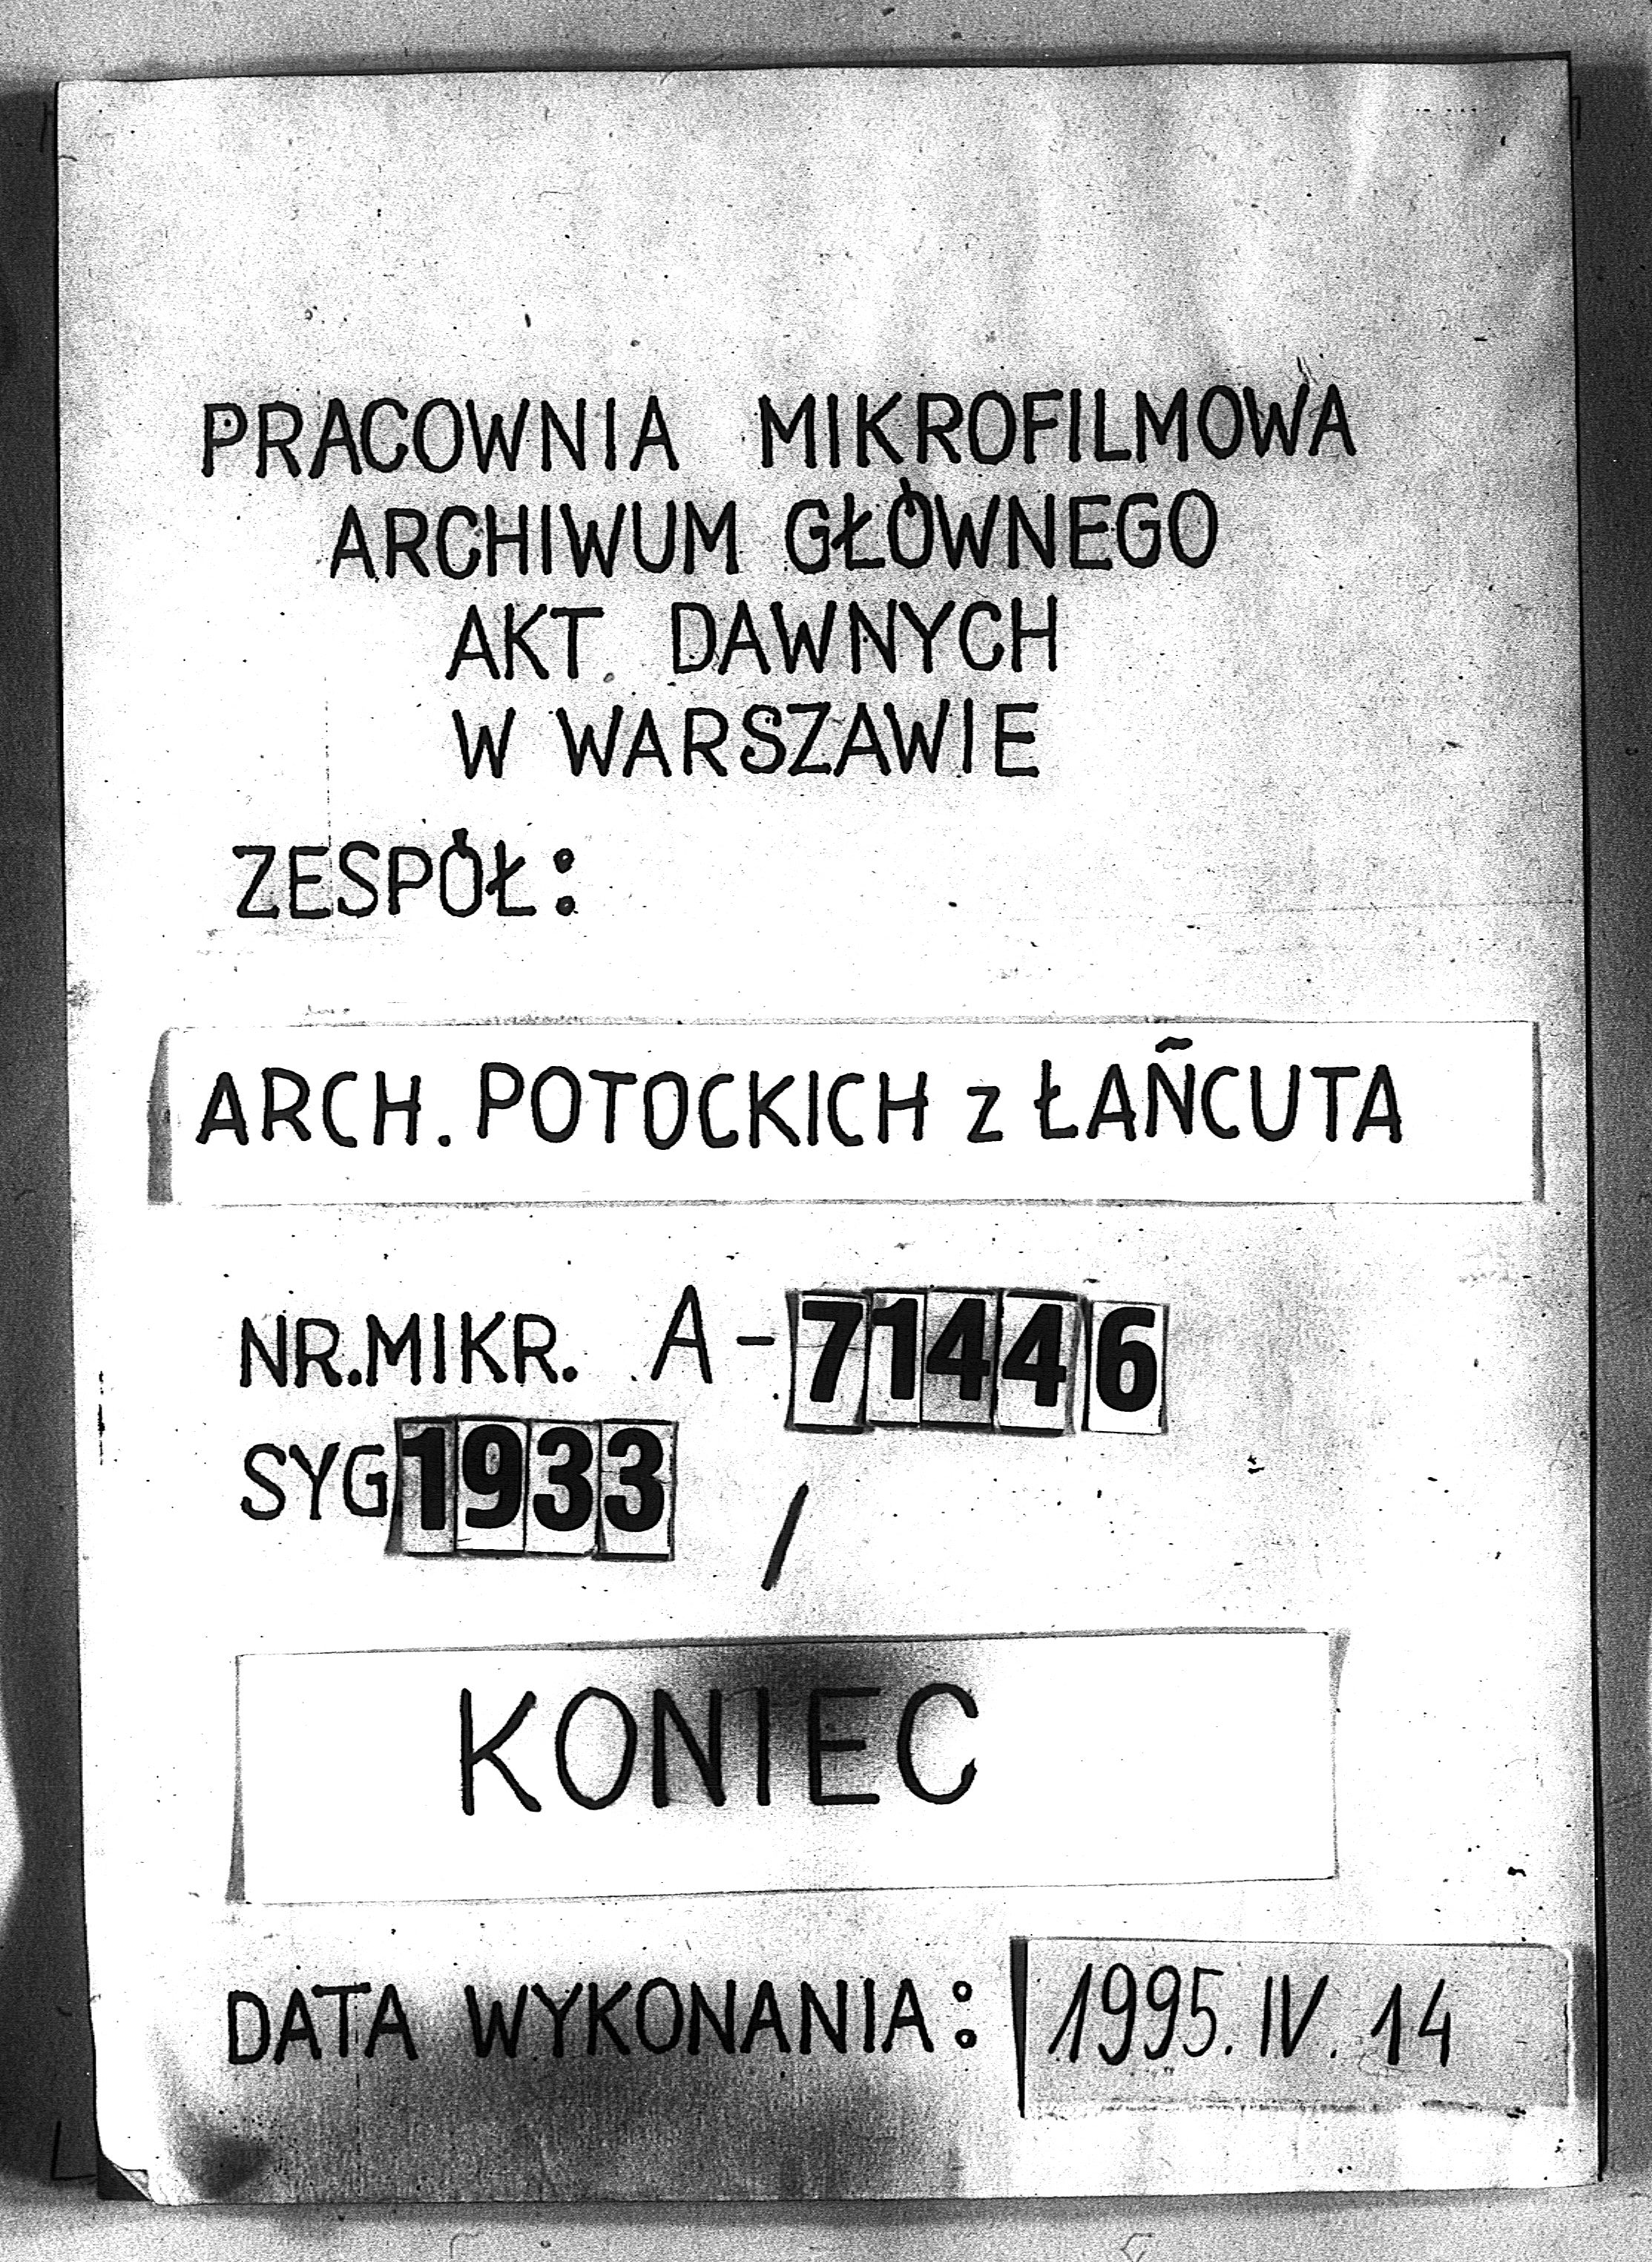 PRACOWNIA MIKROFILMOWA
ARCHIWUM GŁÓWNEGO
AKT DAWNYCH
W WARSZAWIE
ZESPÓŁ:
ARCH. POTOCKICH z ŁAÑCUTA
NR.MIKR. A-71446
SYG 1933 /
KONIEC
DATA WYKONANIA: 1995.IV.14